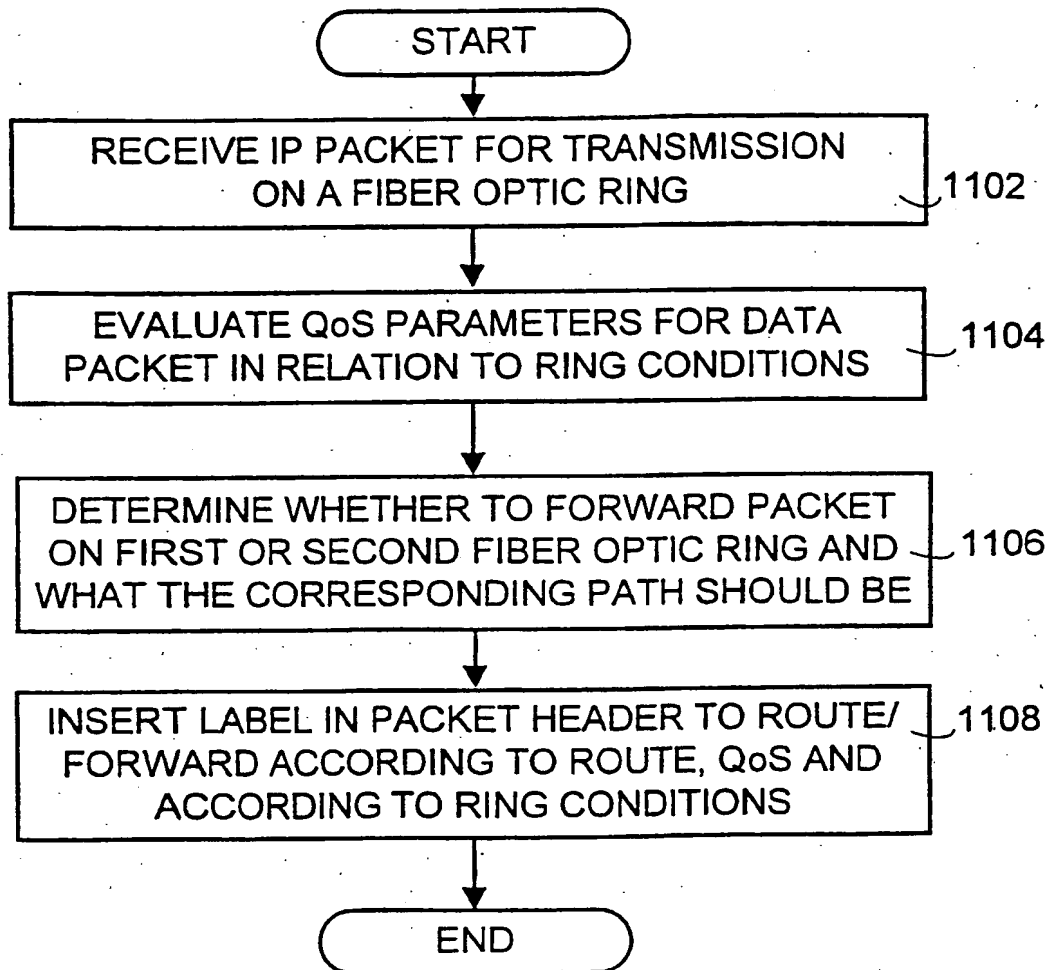 START
RECEIVE IP PACKET FOR TRANSMISSION
ON A FIBER OPTIC RING
1102
EVALUATE QoS PARAMETERS FOR DATA
PACKET IN RELATION TO RING CONDITIONS
1104
DETERMINE WHETHER TO FORWARD PACKET
ON FIRST OR SECOND FIBER OPTIC RING AND
WHAT THE CORRESPONDING PATH SHOULD BE
1106
INSERT LABEL IN PACKET HEADER TO ROUTE/
FORWARD ACCORDING TO ROUTE, QoS AND
ACCORDING TO RING CONDITIONS
1108
END